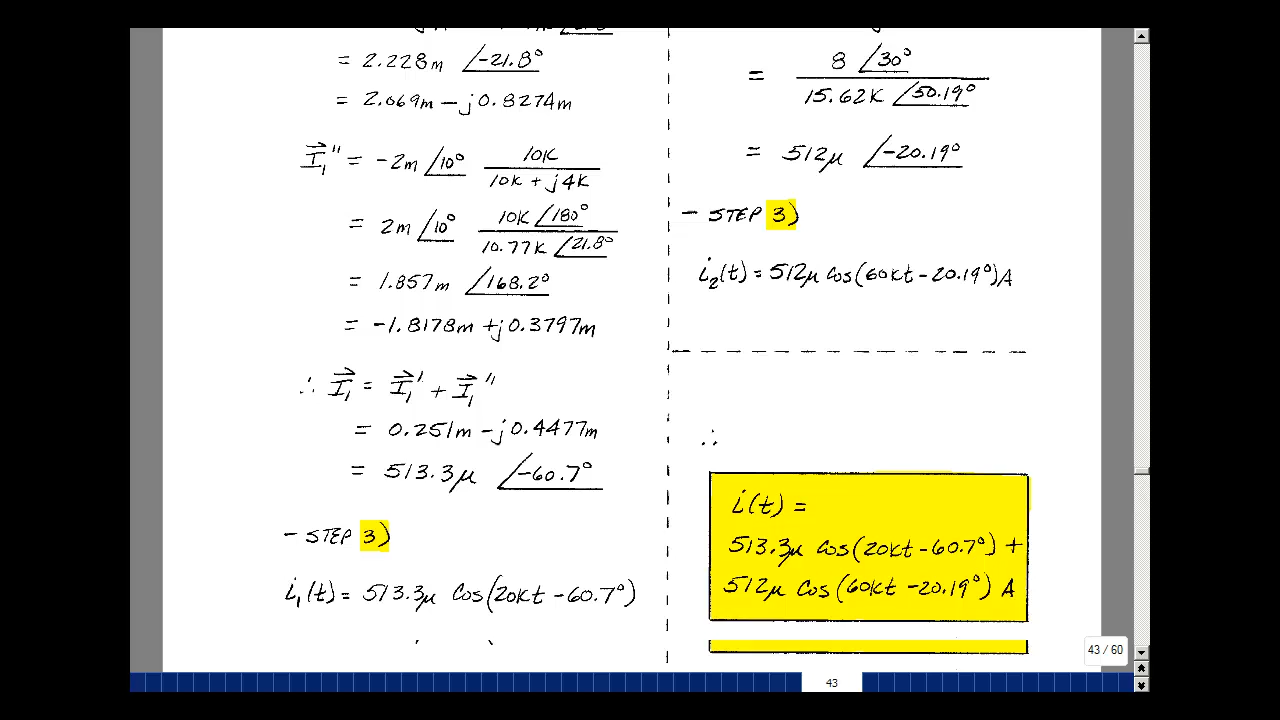 = 2.228m ∠-21.8°
= 2.069m - j0.8274m
I₁" = -2m ∠10° 10K / (10K + j4K)
= 2m ∠10° 10K ∠180° / 10.77K ∠21.8°
= 1.857m ∠168.2°
= -1.8178m + j0.3797m
∴ I₁ = I₁' + I₁"
= 0.251m - j0.4477m
= 513.3μ ∠-60.7°
- STEP 3)
i₁(t) = 513.3μ cos(20kt - 60.7°)
= 8 ∠30° / 15.62K ∠50.19°
= 512μ ∠-20.19°
- STEP 3)
i₂(t) = 512μ cos(60kt - 20.19°) A
∴
i(t) =
513.3μ cos(20kt - 60.7°) +
512μ cos(60kt - 20.19°) A
43 / 60
43